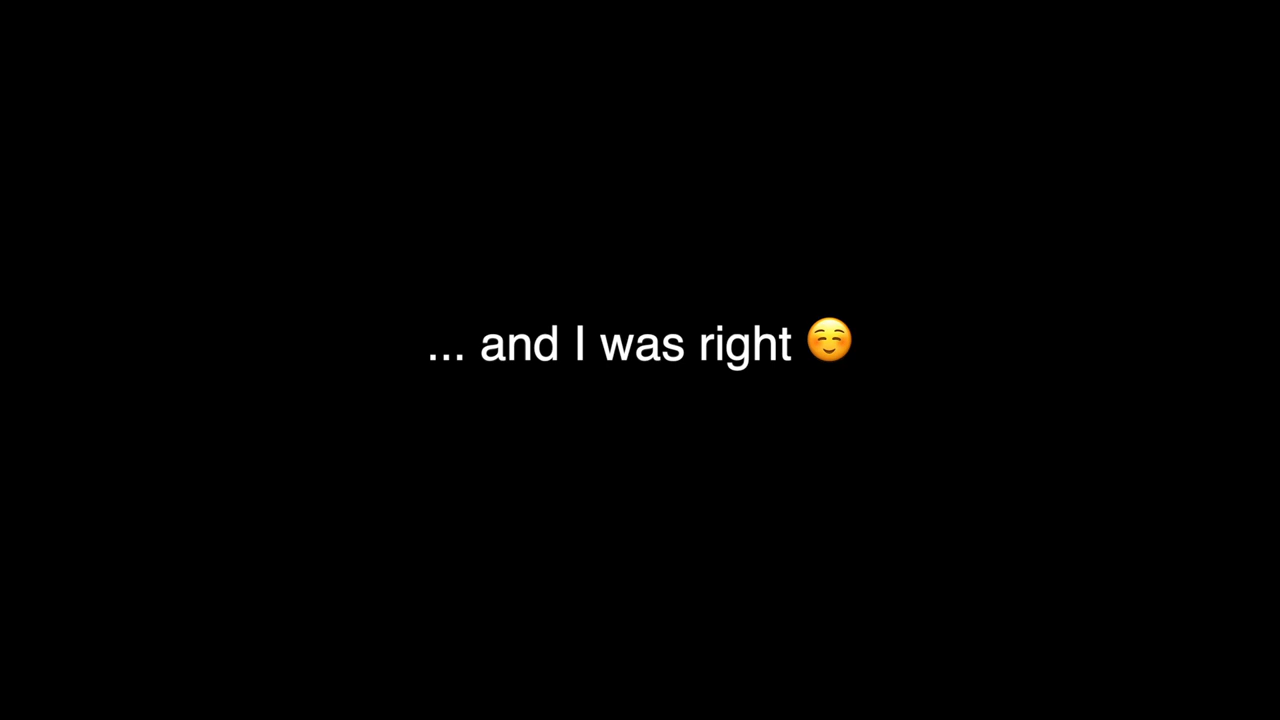 ... and I was right ☺️